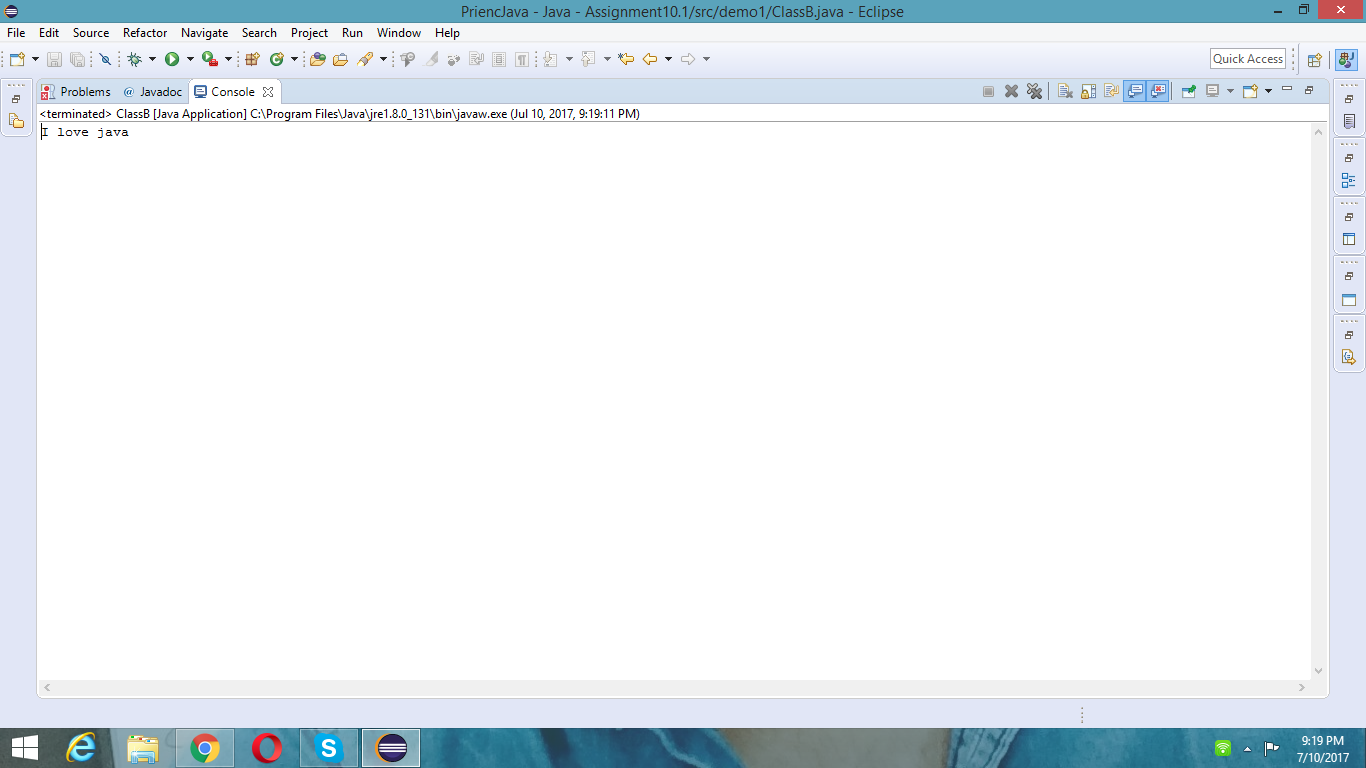 PriencJava - Java - Assignment10.1/src/demo1/ClassB.java - Eclipse
File Edit Source Refactor Navigate Search Project Run Window Help
Quick Access
Problems @ Javadoc Console
<terminated> ClassB [Java Application] C:\Program Files\Java\jre1.8.0_131\bin\javaw.exe (Jul 10, 2017, 9:19:11 PM)
I love java
9:19 PM
7/10/2017